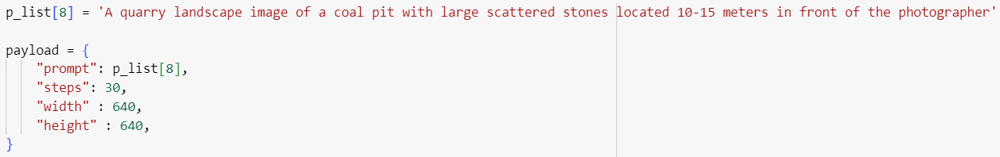 p_list[8] = 'A quarry landscape image of a coal pit with large scattered stones located 10-15 meters in front of the photographer'
payload = {
"prompt": p_list[8],
"steps": 30,
"width" : 640,
"height" : 640,
}